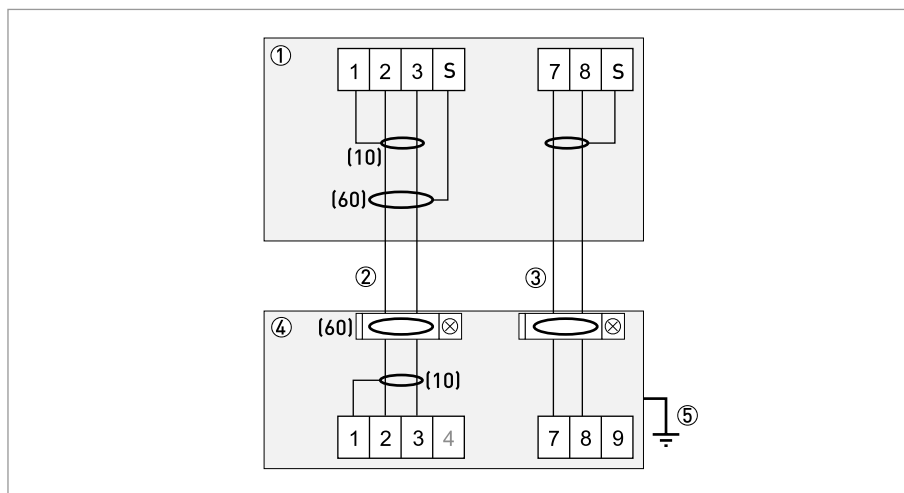 ①
1 2 3 S
7 8 S
(10)
(60)
②
③
④
(60)
(10)
1 2 3 4
7 8 9
⑤